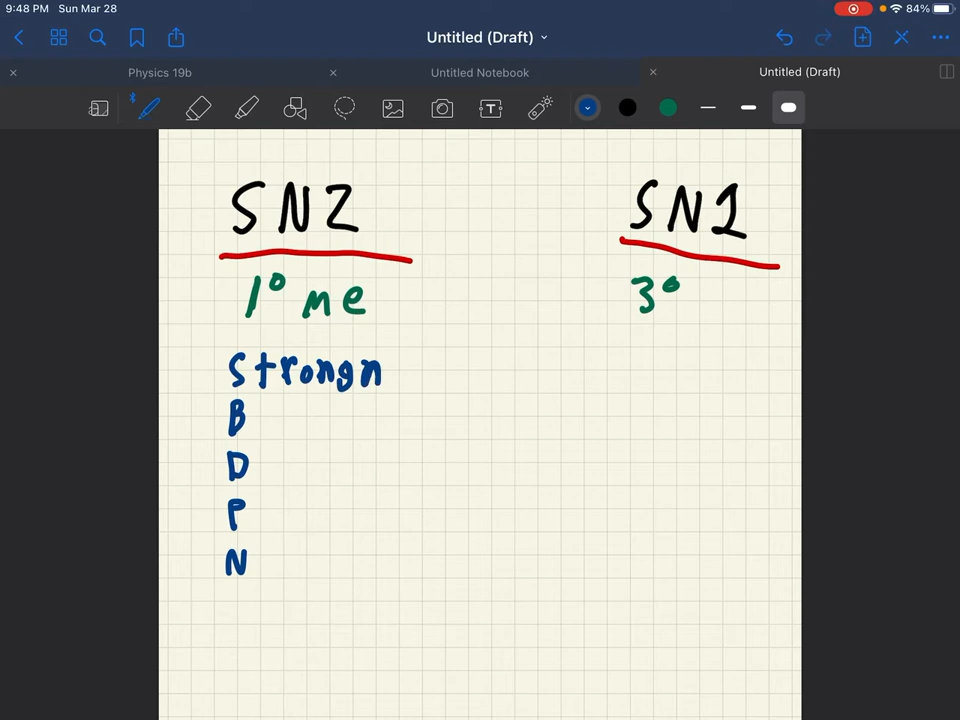 9:48 PM Sun Mar 28 84%
Untitled (Draft)
Physics 19b Untitled Notebook Untitled (Draft)
SN2 SN1
1° me 3°
Strongn
B
D
P
N